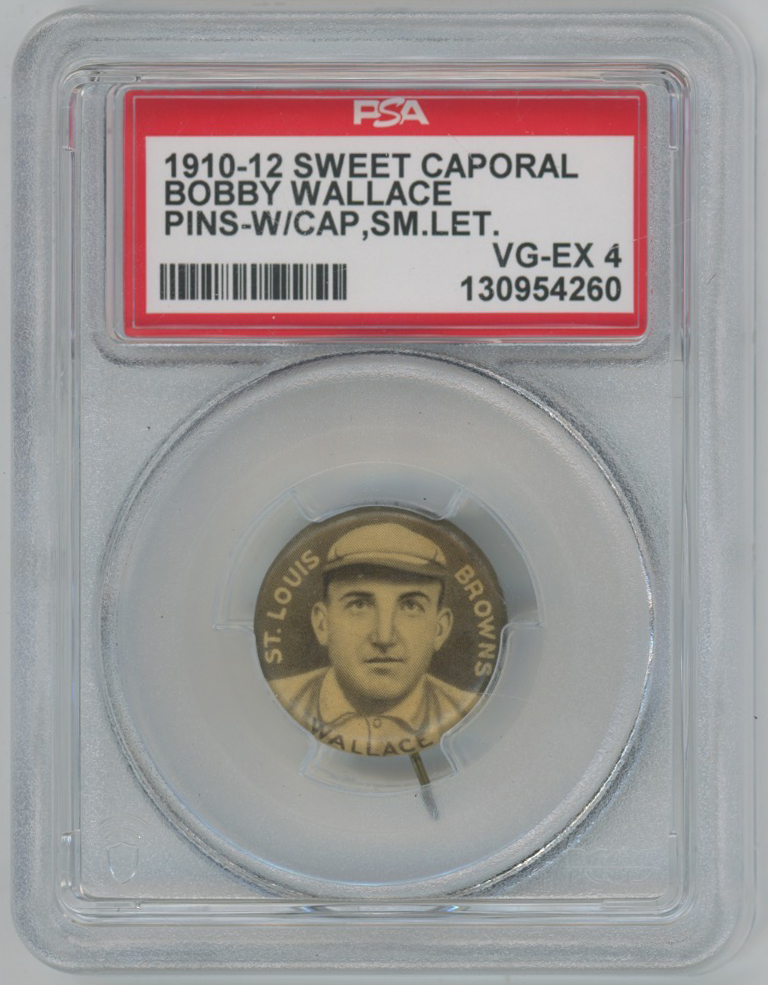 PSA
1910-12 SWEET CAPORAL
BOBBY WALLACE
PINS-W/CAP,SM.LET.
VG-EX 4
130954260
ST. LOUIS
BROWNS
WALLACE